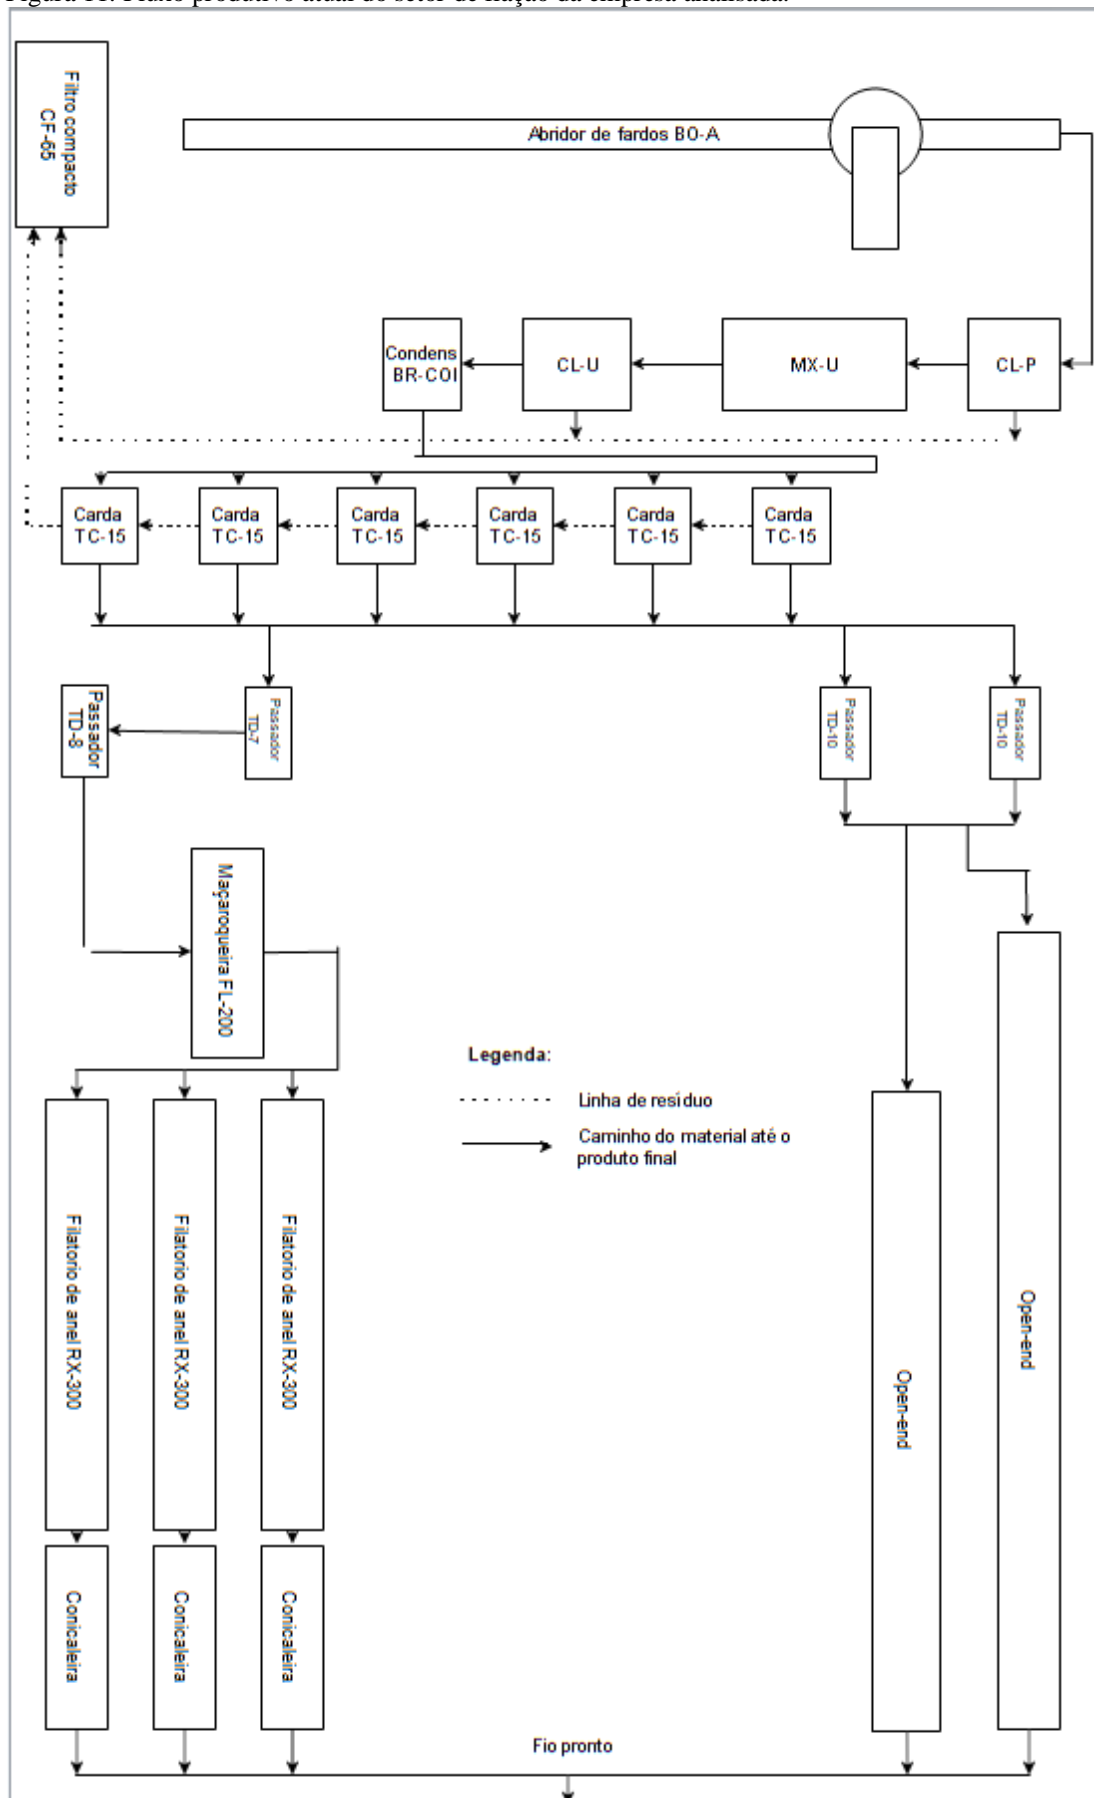 Figura 11: Fluxo produtivo atual do setor de fiação da empresa analisada.
Filtro compacto
CF-65
Abridor de fardos BO-A
Condens
BR-COI
CL-U
MX-U
CL-P
Carda
TC-15
Carda
TC-15
Carda
TC-15
Carda
TC-15
Carda
TC-15
Carda
TC-15
Passador
TD-8
Passador
TD-7
Passador
TD-10
Passador
TD-10
Maçaroqueira FL-200
Legenda:
Linha de resíduo
Caminho do material até o
produto final
Filatorio de anel RX-300
Filatorio de anel RX-300
Filatorio de anel RX-300
Open-end
Open-end
Conicaleira
Conicaleira
Conicaleira
Fio pronto